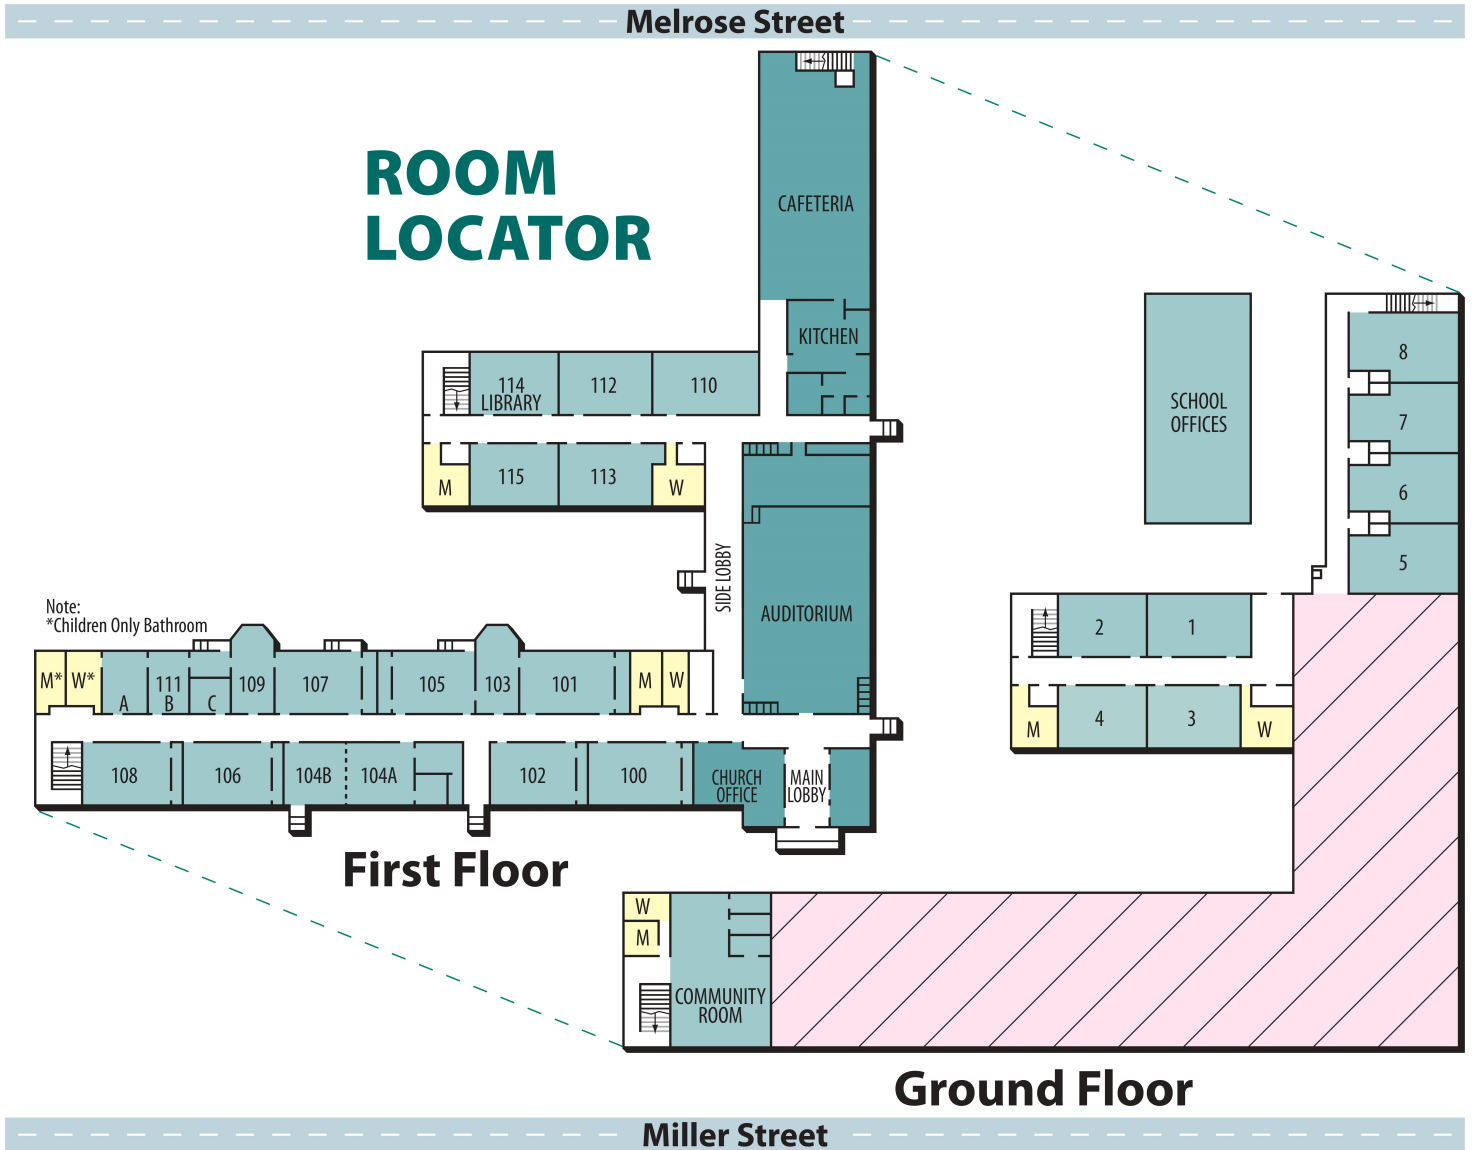 Melrose Street
ROOM
LOCATOR
CAFETERIA
KITCHEN
114
LIBRARY
112
110
M
115
113
W
SIDE LOBBY
AUDITORIUM
Note:
*Children Only Bathroom
M*
W*
A
111
B
C
109
107
105
103
101
M
W
108
106
104B
104A
102
100
CHURCH
OFFICE
MAIN
LOBBY
First Floor
SCHOOL
OFFICES
8
7
6
5
2
1
M
4
3
W
W
M
COMMUNITY
ROOM
Ground Floor
Miller Street